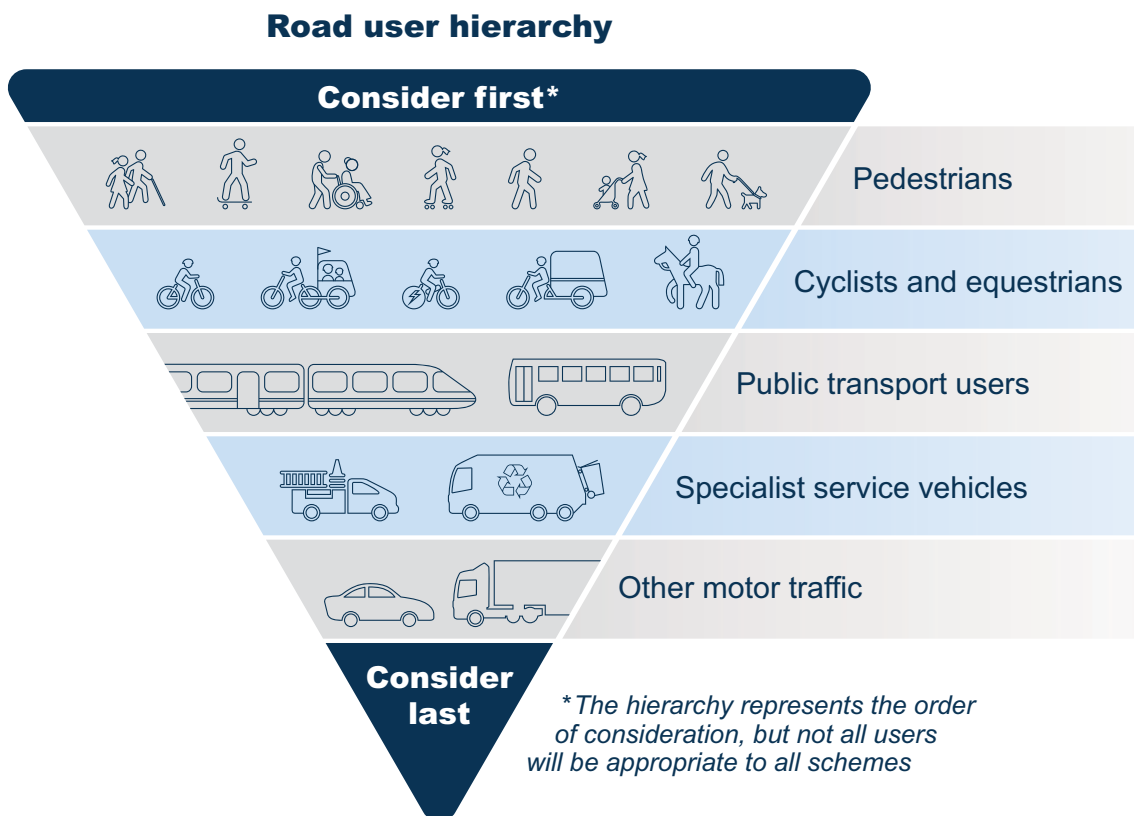 Road user hierarchy
Consider first*
Pedestrians
Cyclists and equestrians
Public transport users
Specialist service vehicles
Other motor traffic
Consider
last
*The hierarchy represents the order
of consideration, but not all users
will be appropriate to all schemes